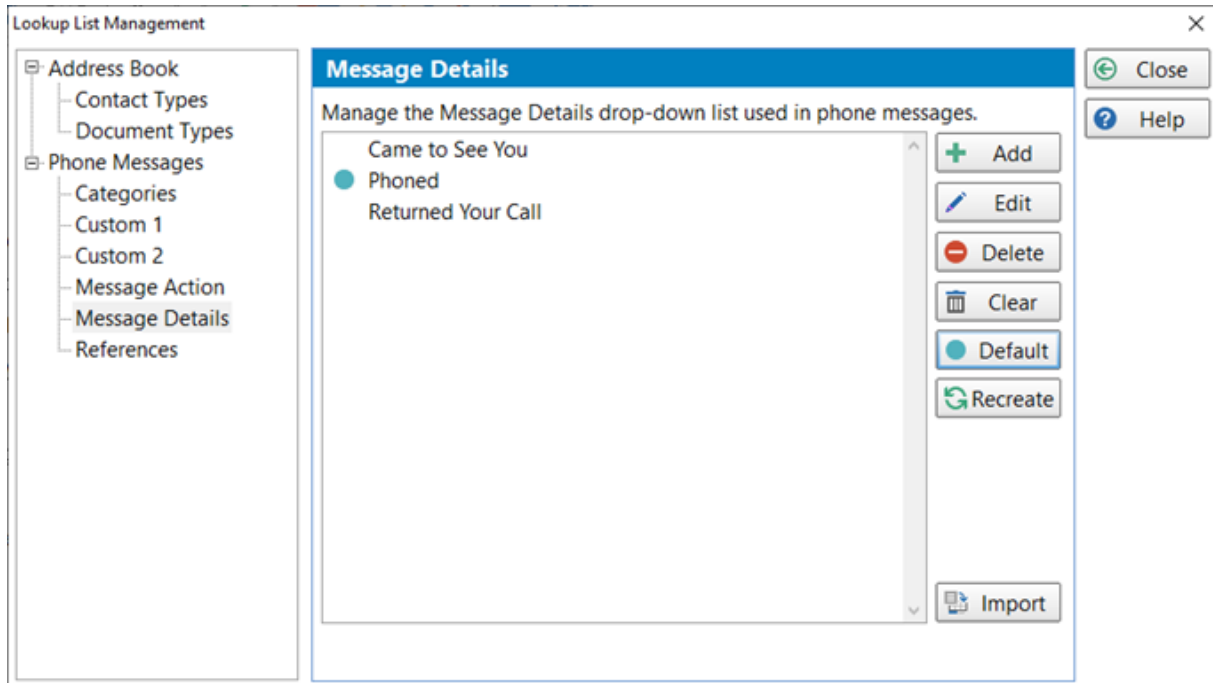 Lookup List Management
Address Book
Contact Types
Document Types
Phone Messages
Categories
Custom 1
Custom 2
Message Action
Message Details
References
Message Details
Manage the Message Details drop-down list used in phone messages.
Came to See You
Phoned
Returned Your Call
Add
Edit
Delete
Clear
Default
Recreate
Import
Close
Help